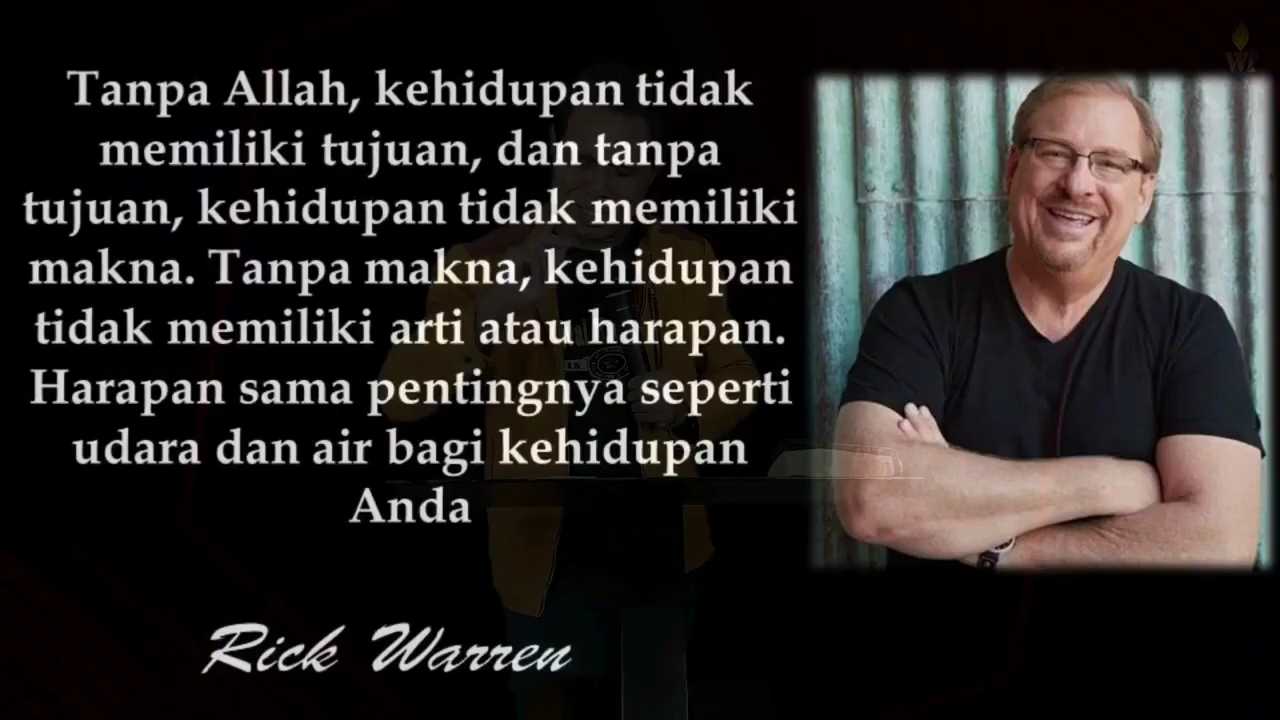 Tanpa Allah, kehidupan tidak
memiliki tujuan, dan tanpa
tujuan, kehidupan tidak memiliki
makna. Tanpa makna, kehidupan
tidak memiliki arti atau harapan.
Harapan sama pentingnya seperti
udara dan air bagi kehidupan
Anda
Rick Warren